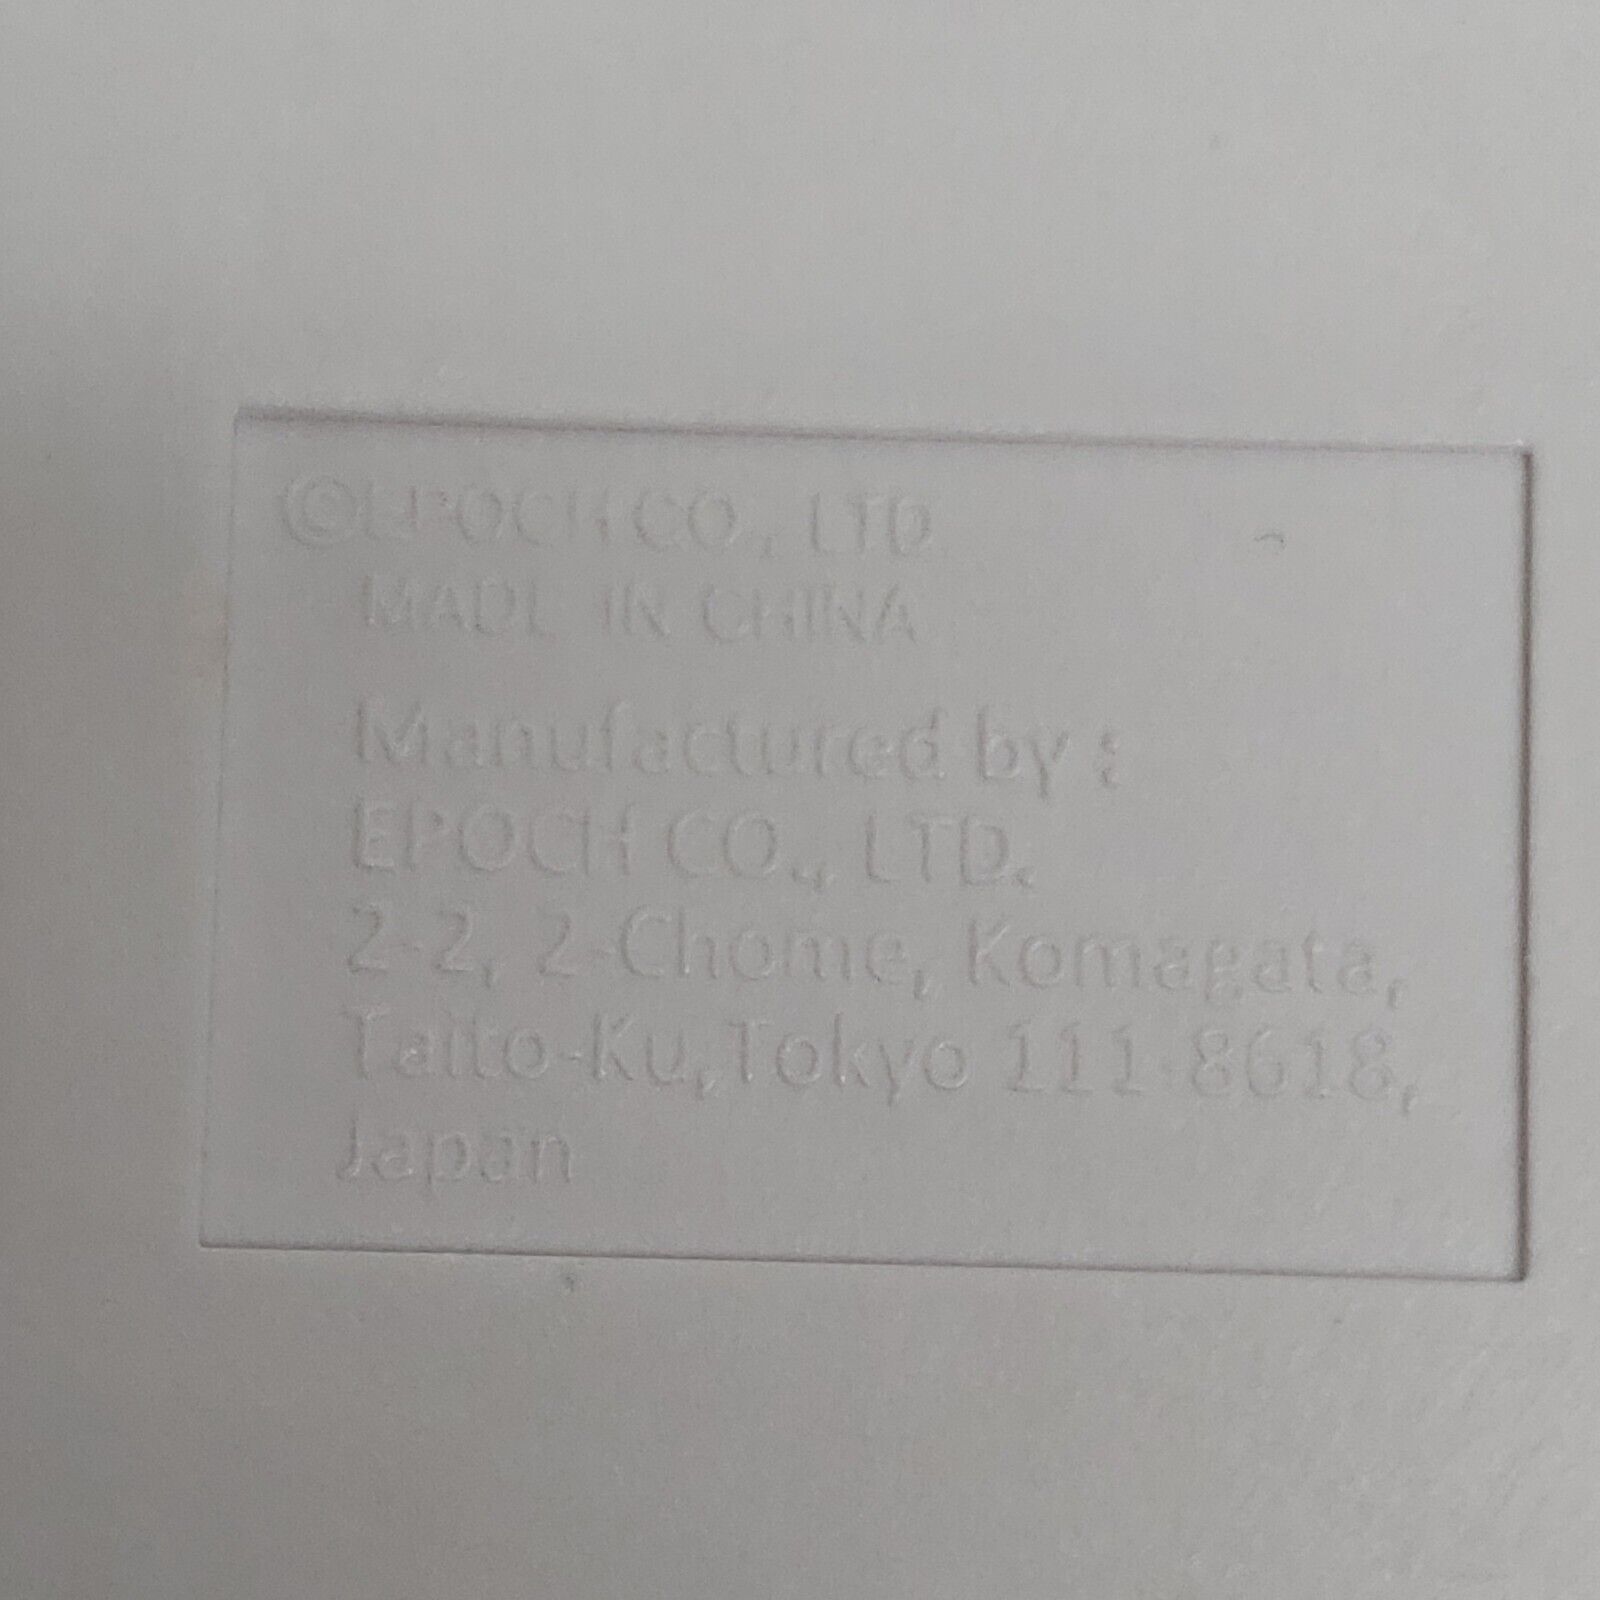 ©EPOCH CO., LTD.
MADE IN CHINA
Manufactured by :
EPOCH CO., LTD.
2-2, 2-Chome, Komagata,
Taito-Ku,Tokyo 111-8618,
Japan